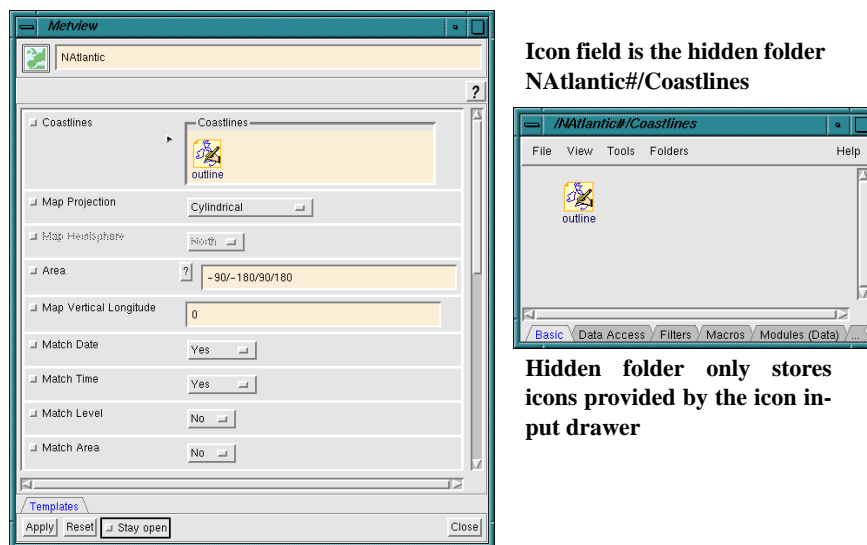 Metview
NAtlantic
?
Coastlines
Coastlines
outline
Map Projection
Cylindrical
Map Hemisphere
North
Area
?
-90/-180/90/180
Map Vertical Longitude
0
Match Date
Yes
Match Time
Yes
Match Level
No
Match Area
No
Templates
Apply Reset Stay open Close
Icon field is the hidden folder
NAtlantic#/Coastlines
/NAtlantic#/Coastlines
File View Tools Folders Help
outline
Basic Data Access Filters Macros Modules (Data) ...
Hidden folder only stores
icons provided by the icon in-
put drawer